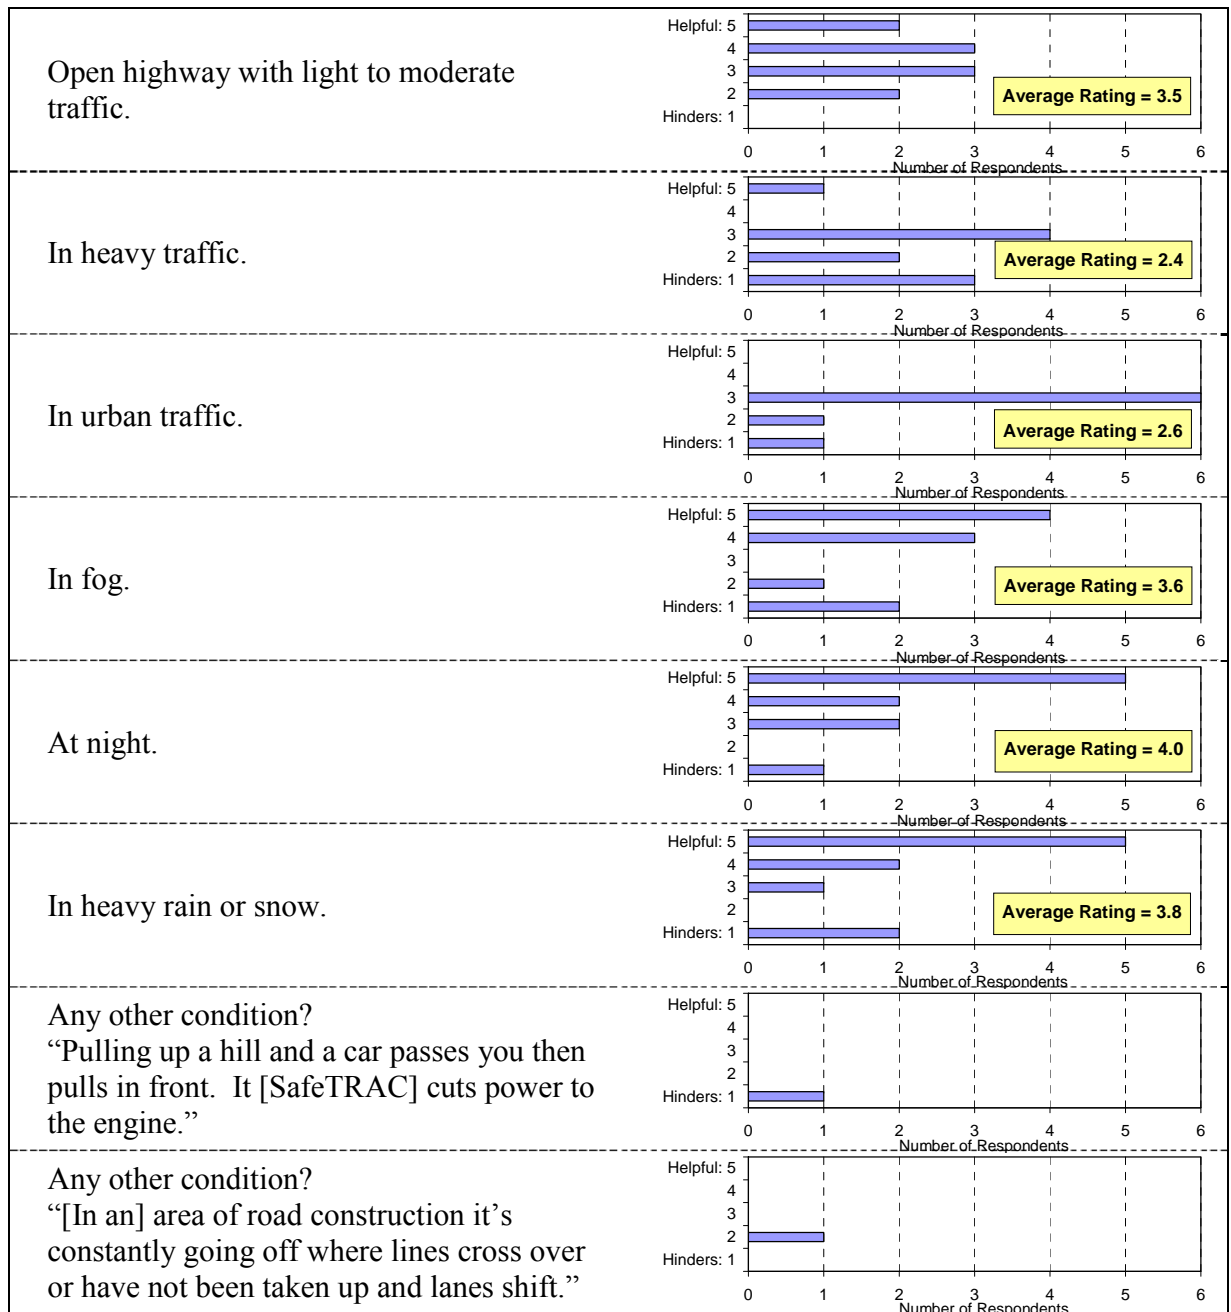 Open highway with light to moderate
traffic.
Helpful: 5
4
3
2
Hinders: 1
Average Rating = 3.5
0 1 2 3 4 5 6
Number of Respondents
In heavy traffic.
Helpful: 5
4
3
2
Hinders: 1
Average Rating = 2.4
0 1 2 3 4 5 6
Number of Respondents
In urban traffic.
Helpful: 5
4
3
2
Hinders: 1
Average Rating = 2.6
0 1 2 3 4 5 6
Number of Respondents
In fog.
Helpful: 5
4
3
2
Hinders: 1
Average Rating = 3.6
0 1 2 3 4 5 6
Number of Respondents
At night.
Helpful: 5
4
3
2
Hinders: 1
Average Rating = 4.0
0 1 2 3 4 5 6
Number of Respondents
In heavy rain or snow.
Helpful: 5
4
3
2
Hinders: 1
Average Rating = 3.8
0 1 2 3 4 5 6
Number of Respondents
Any other condition?
“Pulling up a hill and a car passes you then
pulls in front.  It [SafeTRAC] cuts power to
the engine.”
Helpful: 5
4
3
2
Hinders: 1
0 1 2 3 4 5 6
Number of Respondents
Any other condition?
“[In an] area of road construction it’s
constantly going off where lines cross over
or have not been taken up and lanes shift.”
Helpful: 5
4
3
2
Hinders: 1
0 1 2 3 4 5 6
Number of Respondents